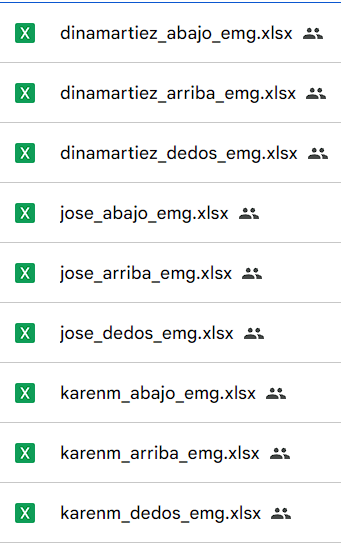 dinamartiez_abajo_emg.xlsx
dinamartiez_arriba_emg.xlsx
dinamartiez_dedos_emg.xlsx
jose_abajo_emg.xlsx
jose_arriba_emg.xlsx
jose_dedos_emg.xlsx
karenm_abajo_emg.xlsx
karenm_arriba_emg.xlsx
karenm_dedos_emg.xlsx